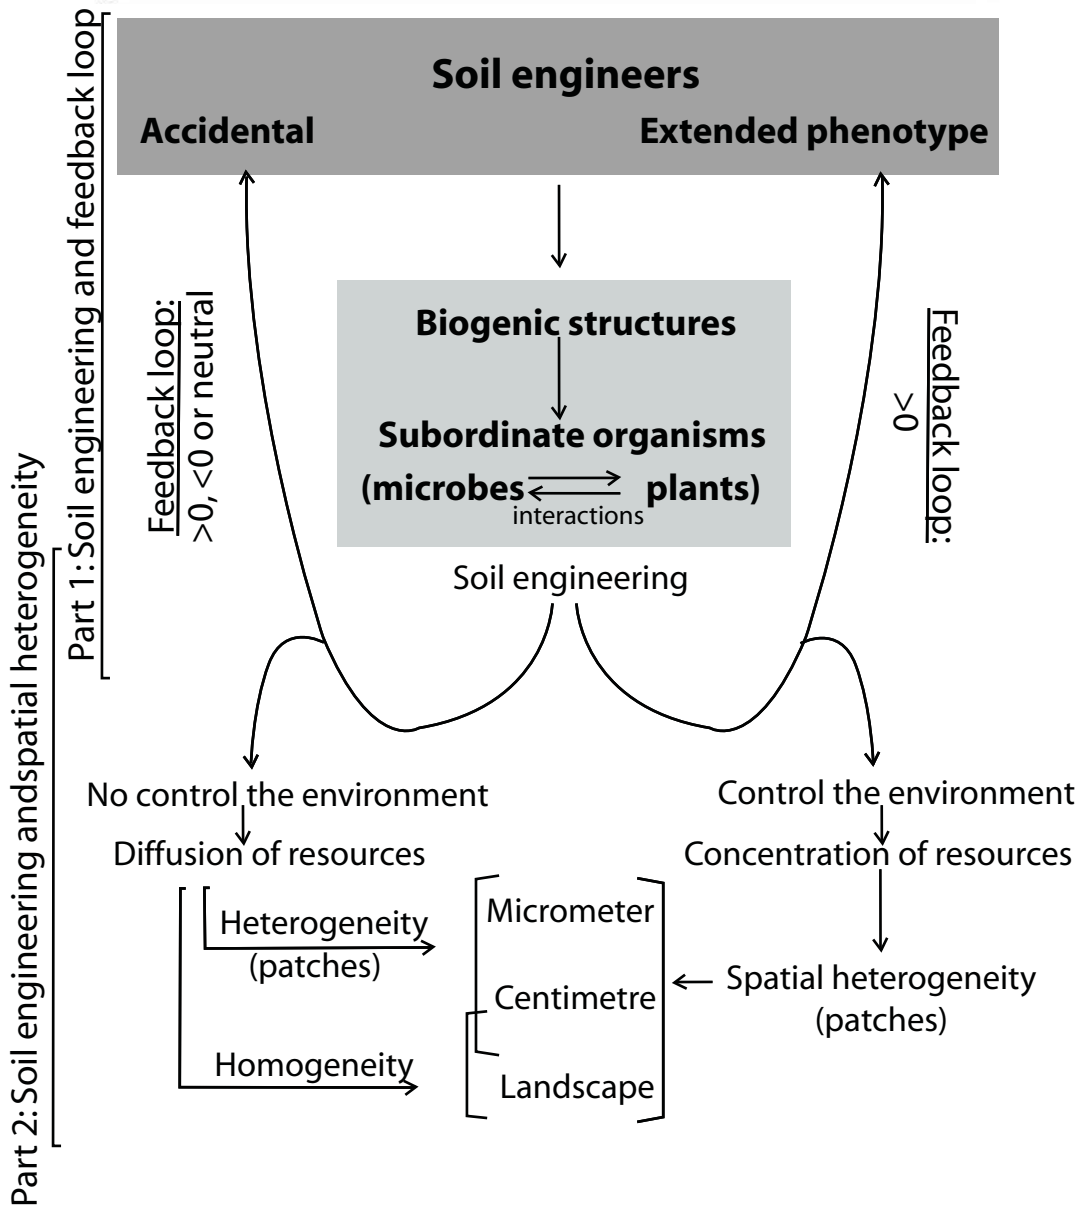 Soil engineers
Accidental
Extended phenotype
Part 1: Soil engineering and feedback loop
Feedback loop:
>0, <0 or neutral
Biogenic structures
Subordinate organisms
(microbes
plants)
interactions
Feedback loop:
>0
Soil engineering
Part 2: Soil engineering andspatial heterogeneity
No control the environment
Diffusion of resources
Control the environment
Concentration of resources
Heterogeneity
(patches)
Homogeneity
Micrometer
Centimetre
Landscape
Spatial heterogeneity
(patches)